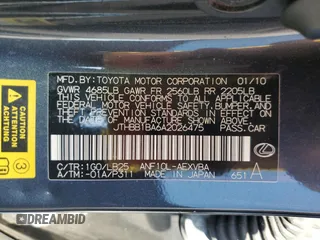 MFD. BY: TOYOTA MOTOR CORPORATION 01/10
GVWR 4685LB GAWR FR 2560LB RR 2205LB
THIS VEHICLE CONFORMS TO ALL APPLICABLE
FEDERAL MOTOR VEHICLE SAFETY, BUMPER, AND
THEFT PREVENTION STANDARDS IN EFFECT ON
THE DATE OF MANUFACTURE SHOWN ABOVE.
JTHBB1BA6A2026475 PASS. CAR
C/TR: 1G0/LB25 ANF10L-AEXVBA
A/TM: -01A/P311 MADE IN JAPAN 651 A
DREAMBID
.COM